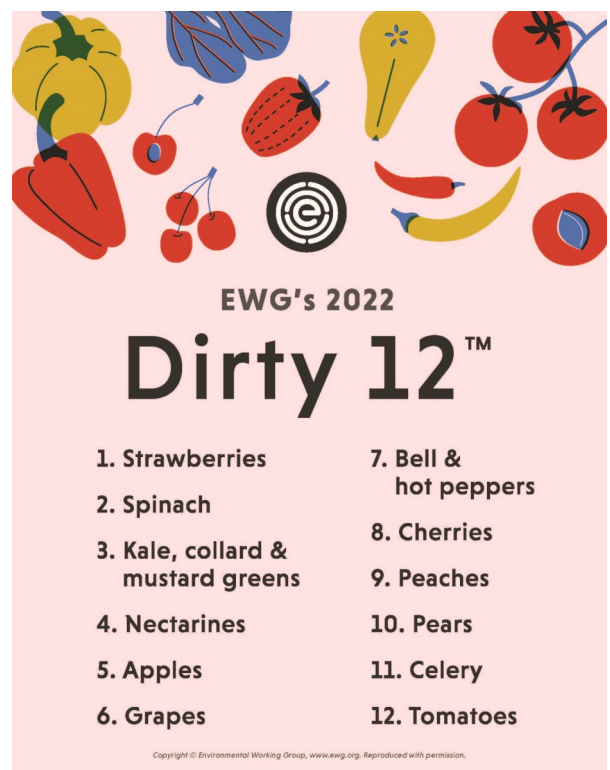 EWG's 2022
Dirty 12™
1. Strawberries
2. Spinach
3. Kale, collard &
mustard greens
4. Nectarines
5. Apples
6. Grapes
7. Bell &
hot peppers
8. Cherries
9. Peaches
10. Pears
11. Celery
12. Tomatoes
Copyright © Environmental Working Group, www.ewg.org. Reproduced with permission.